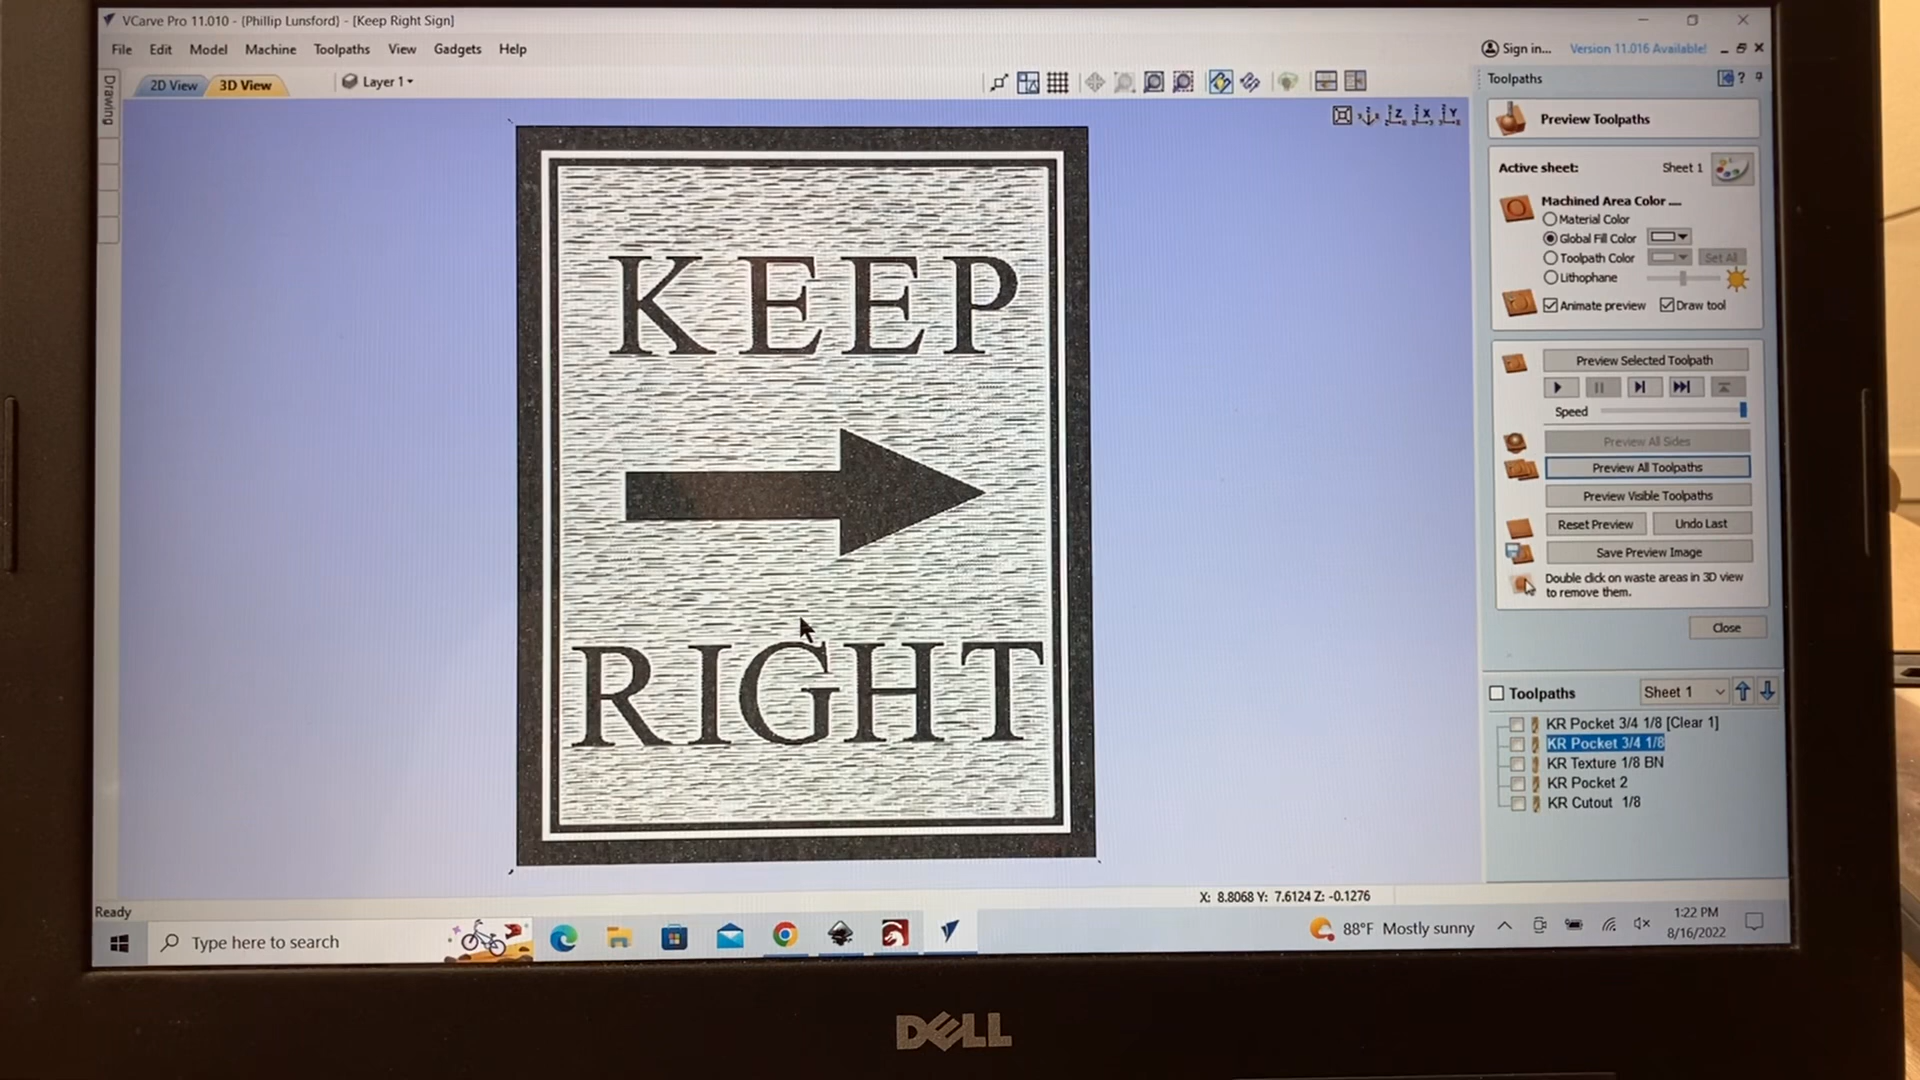 VCarve Pro 11.010 - {Phillip Lunsford} - [Keep Right Sign]
File Edit Model Machine Toolpaths View Gadgets Help
Sign in... Version 11.016 Available!
Drawing
2D View 3D View Layer 1
Toolpaths
Preview Toolpaths
Active sheet: Sheet 1
Machined Area Color ....
Material Color
Global Fill Color
Toolpath Color Set All
Lithophane
Animate preview Draw tool
Preview Selected Toolpath
Speed
Preview All Sides
Preview All Toolpaths
Preview Visible Toolpaths
Reset Preview Undo Last
Save Preview Image
Double click on waste areas in 3D view
to remove them.
Close
Toolpaths Sheet 1
KR Pocket 3/4 1/8 [Clear 1]
KR Pocket 3/4 1/8
KR Texture 1/8 BN
KR Pocket 2
KR Cutout 1/8
KEEP
RIGHT
Ready
X: 8.8068 Y: 7.6124 Z: -0.1276
Type here to search
88°F Mostly sunny
1:22 PM
8/16/2022
DELL